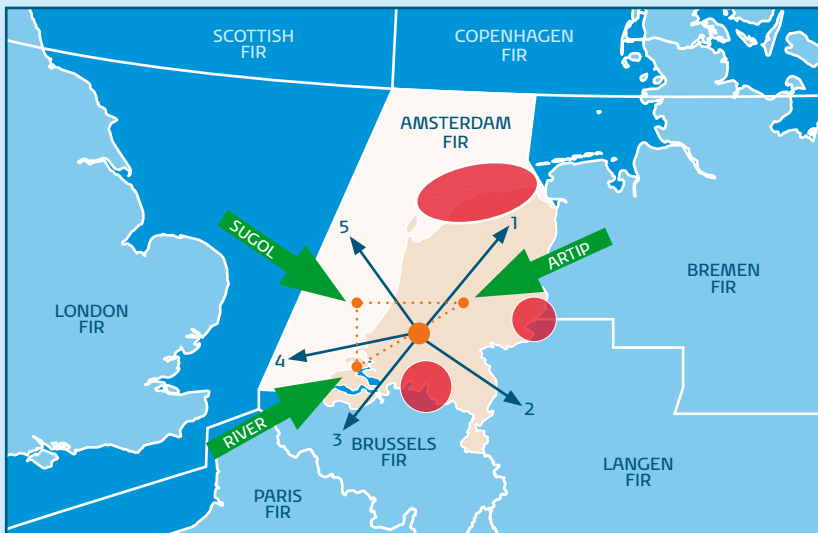 SCOTTISH
FIR
COPENHAGEN
FIR
AMSTERDAM
FIR
SUGOL
5
1
ARTIP
BREMEN
FIR
LONDON
FIR
4
2
RIVER
3
BRUSSELS
FIR
LANGEN
FIR
PARIS
FIR